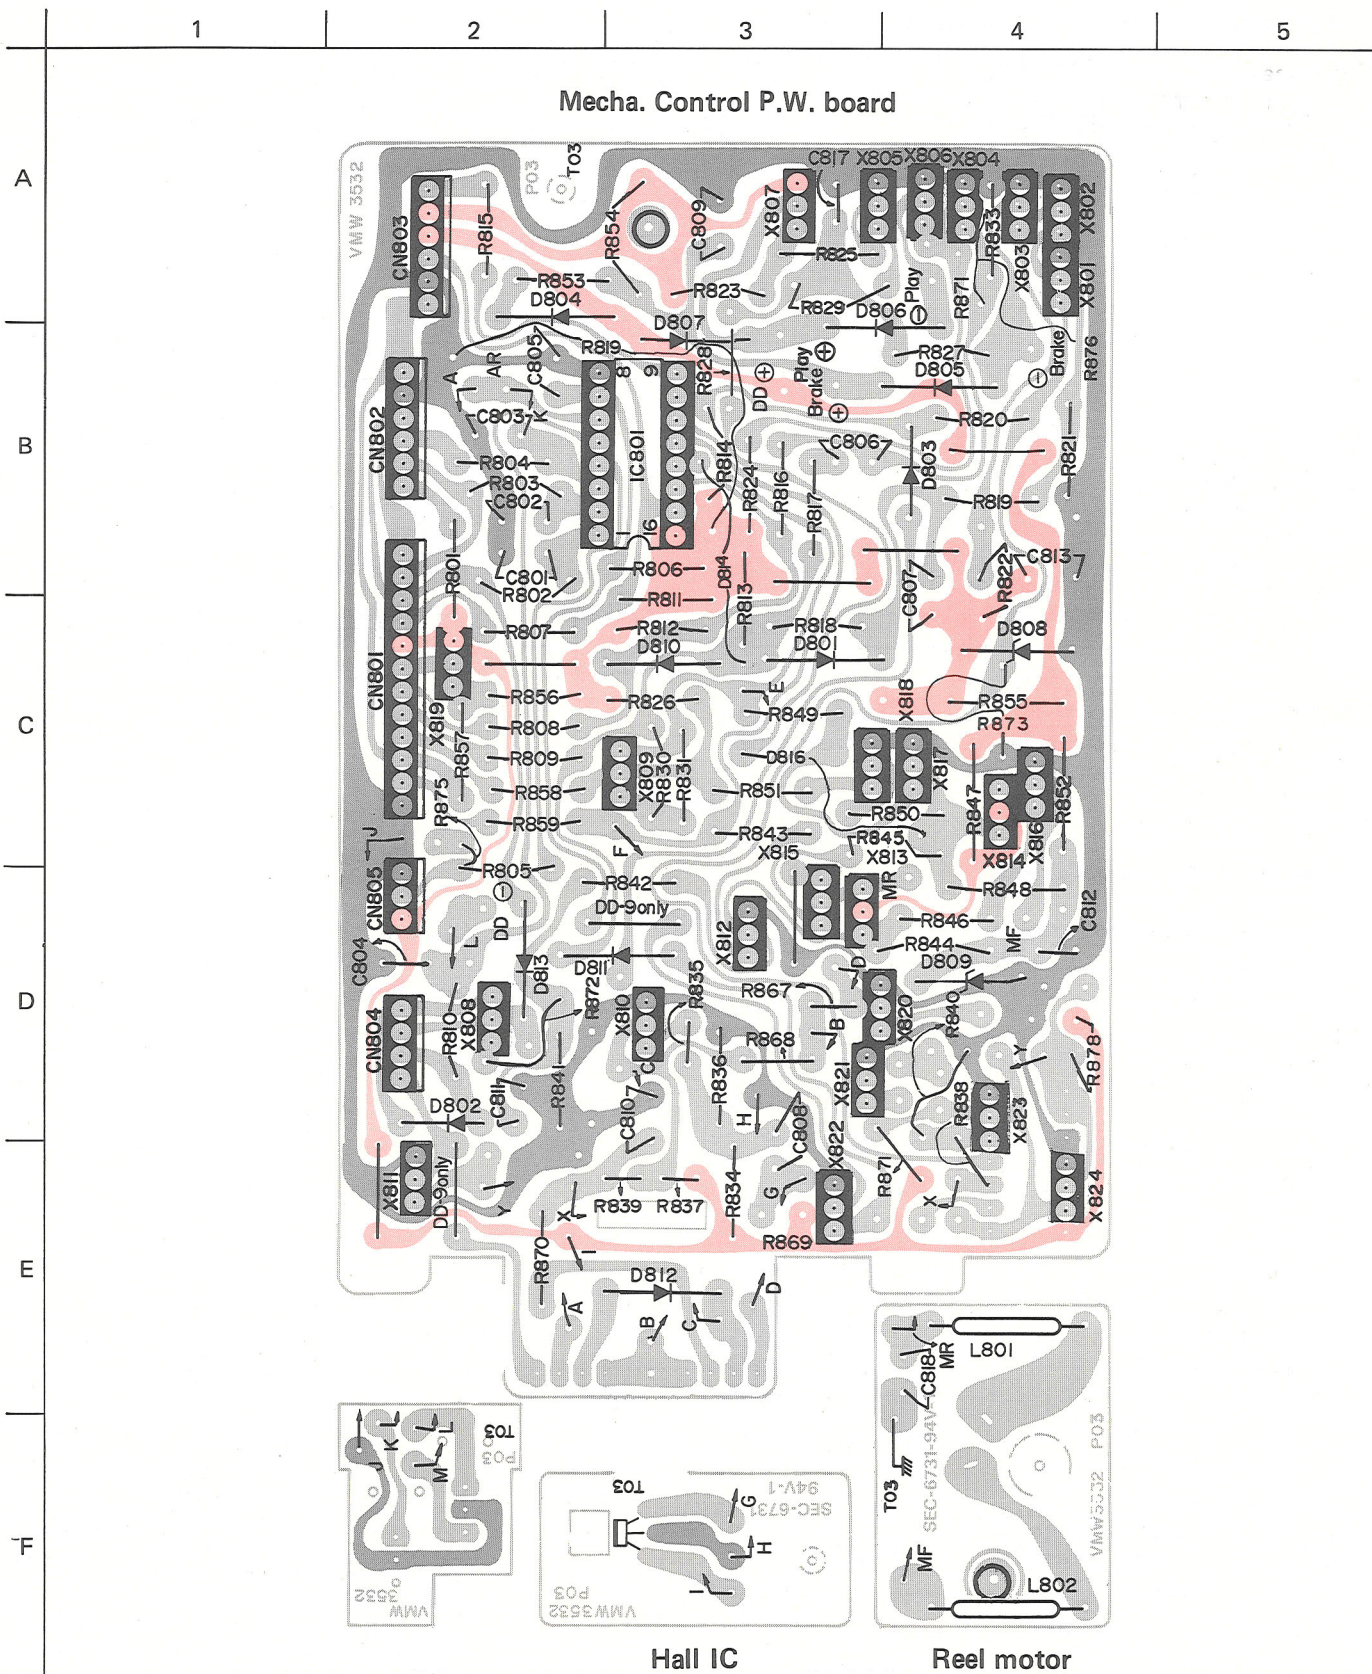 1 2 3 4 5
Mecha. Control P.W. board
A
B
C
D
E
F
VMW 3532
P03
T03
C817 X805 X806 X804
CN803
R815
R854
C809
X807
R833
X803
X802
X801
R825
R853
D804
R823
R829
D806
Play
R871
D807
R819
R828
DD
Play
Brake
R827
D805
Brake
R876
A
AR
C805
8 9
CN802
C803
K
IC801
1 16
R804
R803
C802
R814
R824
R816
R817
C806
D803
R820
R821
R819
R801
C801
R802
R806
D814
R813
R811
C807
R822
C813
CN801
R807
R812
D810
R818
D801
D808
X819
R856
R826
E
R849
X818
R855
R873
R857
R808
R809
X809
R830
R831
D816
X817
R875
R858
R851
R850
R847
X816
R852
J
R859
F
R843
X815
R845
X813
X814
CN805
R805
R842
DD-9only
MR
R848
C812
DD
X812
R846
C804
L
D813
D811
R872
R835
R844
D809
MF
D
R867
CN804
R810
X808
X810
B
X820
R840
R868
Y
R878
C811
R841
C
C8107
R836
X821
R838
X823
D802
H
C808
X822
X811
DD-9only
Y
X
R839 R837
R834
G
R871
X
X824
R869
R870
I
D812
A
B
C
D
L801
MR
C818
T03
SEC-6731-94V-
VMW3532 P03
MF
L802
J
K
L
M
T03
P03
VMW 3532
T03
SEC-6731
94V-1
G
H
I
VMW3532
P03
Hall IC
Reel motor